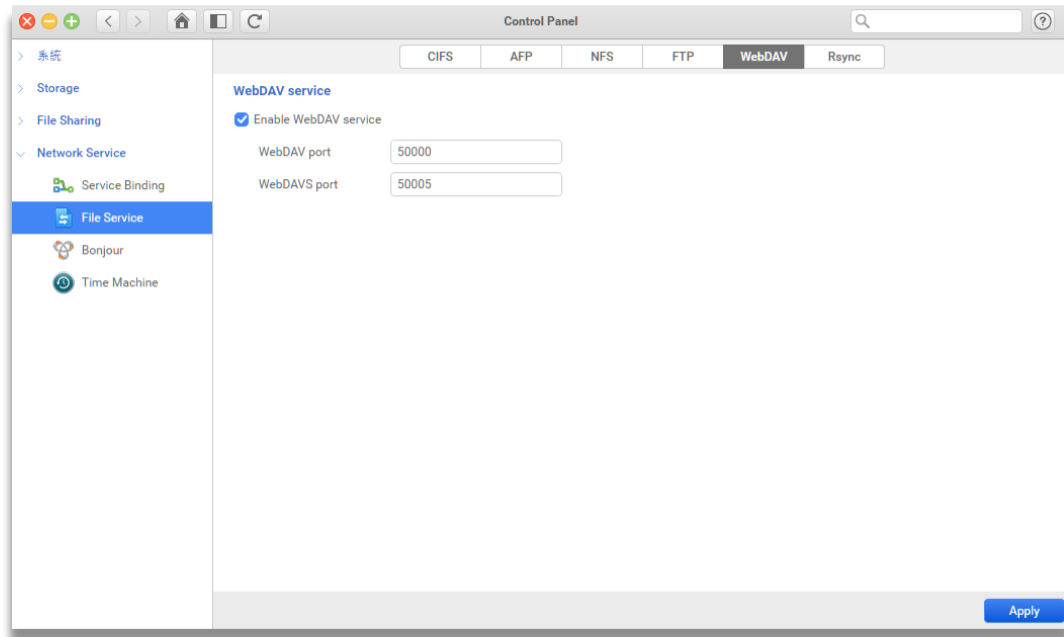 Control Panel
系統
Storage
File Sharing
Network Service
Service Binding
File Service
Bonjour
Time Machine
CIFS AFP NFS FTP WebDAV Rsync
WebDAV service
Enable WebDAV service
WebDAV port 50000
WebDAVS port 50005
Apply